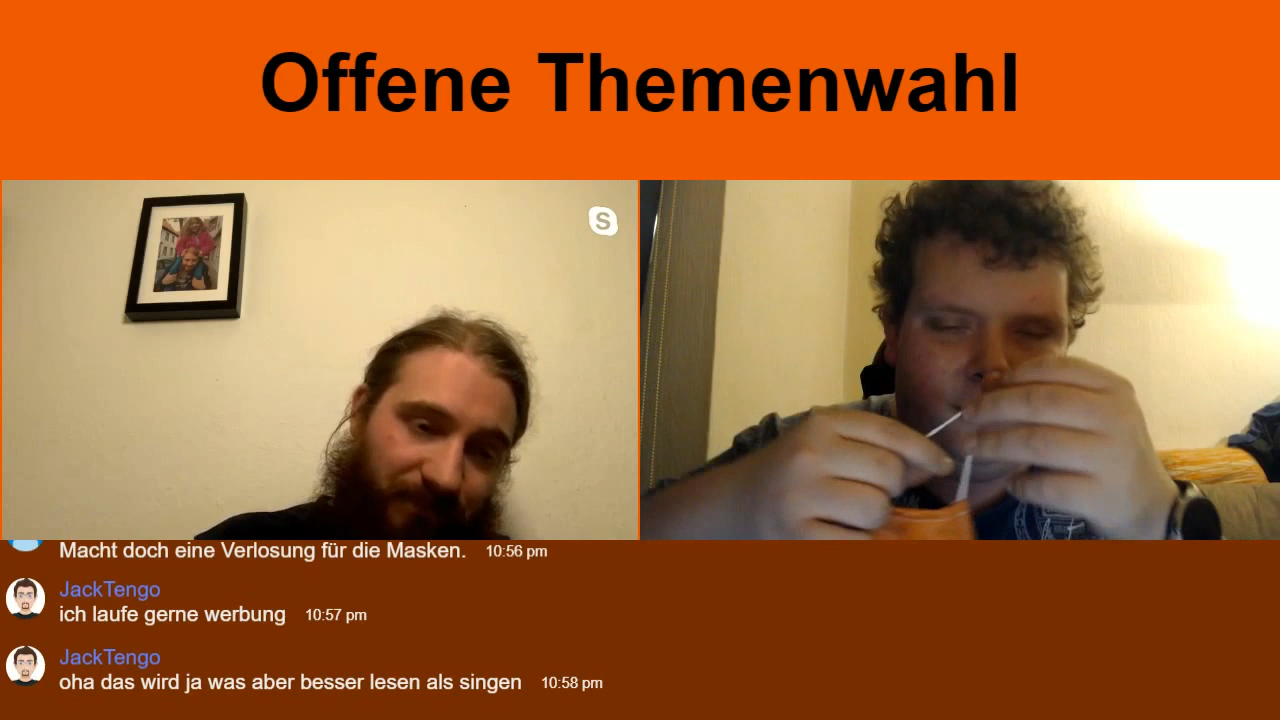 Offene Themenwahl
S
Macht doch eine Verlosung für die Masken. 10:56 pm
JackTengo
ich laufe gerne werbung 10:57 pm
JackTengo
oha das wird ja was aber besser lesen als singen 10:58 pm